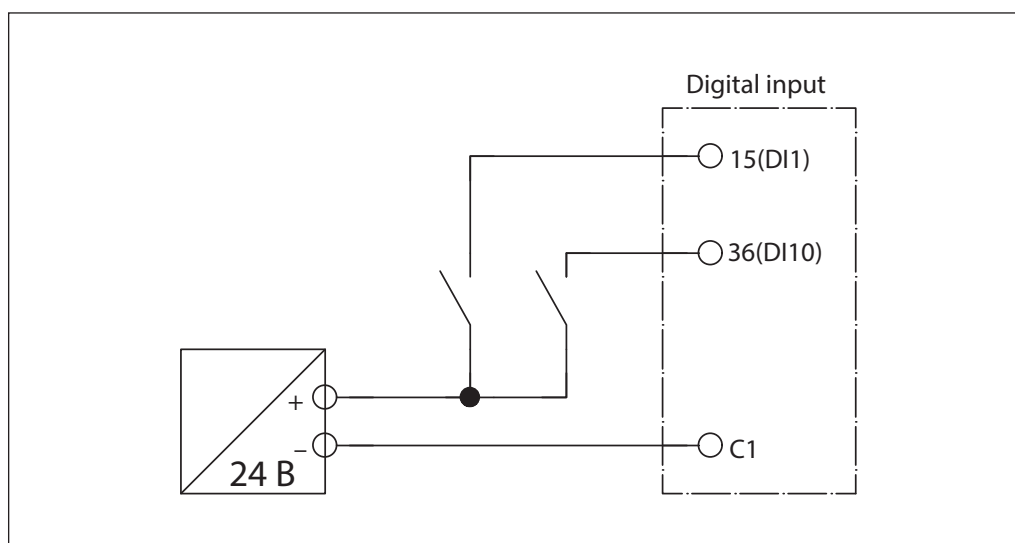 Digital input
15(DI1)
36(DI10)
+
–
24 В
C1